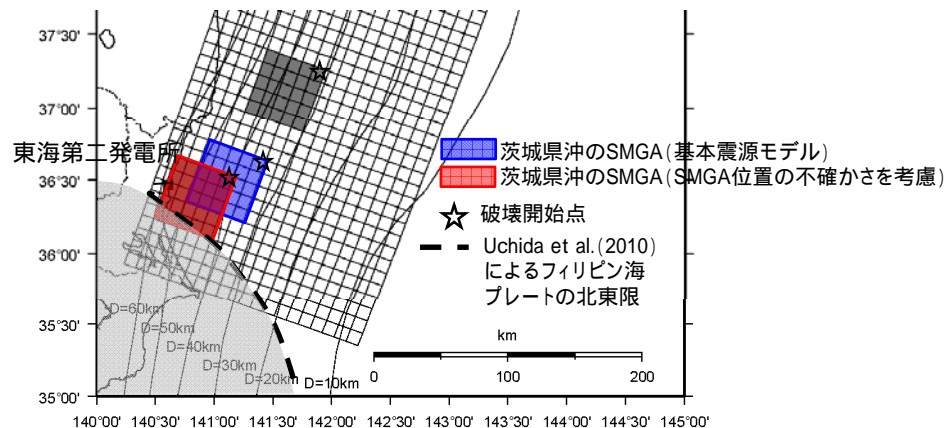 37°30'
37°00'
東海第二発電所
36°30'
36°00'
35°30'
35°00'
茨城県沖のSMGA(基本震源モデル)
茨城県沖のSMGA(SMGA位置の不確かさを考慮)
破壊開始点
Uchida et al.(2010)
によるフィリピン海
プレートの北東限
D=60km
D=50km
D=40km
D=30km
D=20km
D=10km
km
0 100 200
140°00' 140°30' 141°00' 141°30' 142°00' 142°30' 143°00' 143°30' 144°00' 144°30' 145°00'